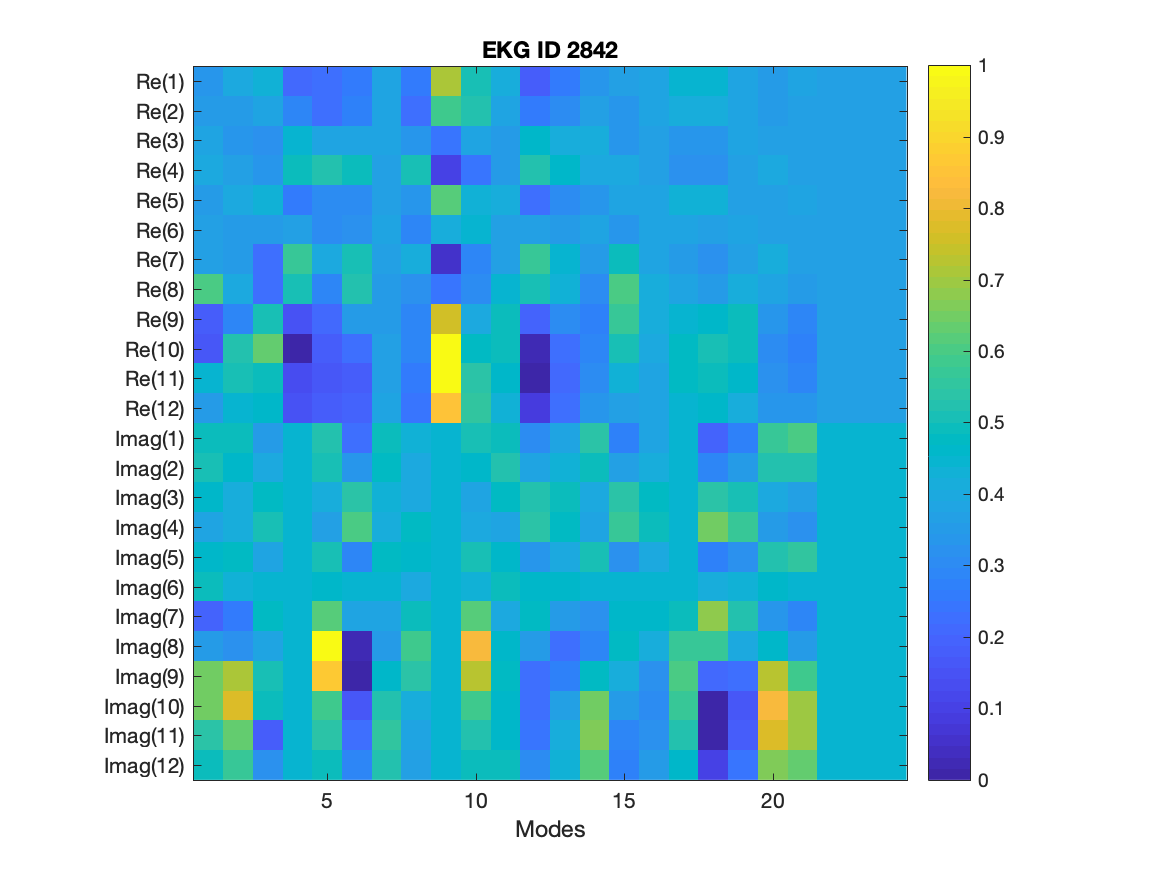 EKG ID 2842
Re(1)
Re(2)
Re(3)
Re(4)
Re(5)
Re(6)
Re(7)
Re(8)
Re(9)
Re(10)
Re(11)
Re(12)
Imag(1)
Imag(2)
Imag(3)
Imag(4)
Imag(5)
Imag(6)
Imag(7)
Imag(8)
Imag(9)
Imag(10)
Imag(11)
Imag(12)
5 10 15 20
Modes
1
0.9
0.8
0.7
0.6
0.5
0.4
0.3
0.2
0.1
0